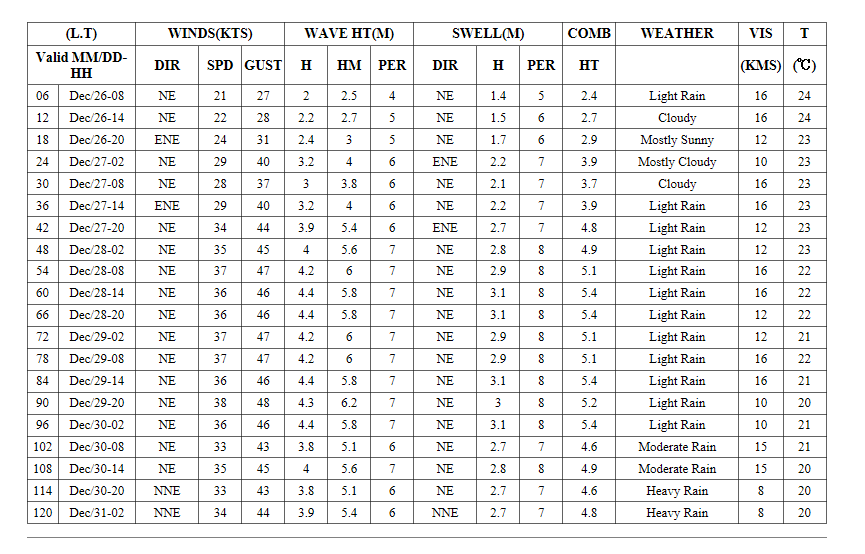 (L.T) WINDS(KTS) WAVE HT(M) SWELL(M) COMB WEATHER VIS T
Valid MM/DD-HH DIR SPD GUST H HM PER DIR H PER HT (KMS) (℃)
06 Dec/26-08 NE 21 27 2 2.5 4 NE 1.4 5 2.4 Light Rain 16 24
12 Dec/26-14 NE 22 28 2.2 2.7 5 NE 1.5 6 2.7 Cloudy 16 24
18 Dec/26-20 ENE 24 31 2.4 3 5 NE 1.7 6 2.9 Mostly Sunny 12 23
24 Dec/27-02 NE 29 40 3.2 4 6 ENE 2.2 7 3.9 Mostly Cloudy 10 23
30 Dec/27-08 NE 28 37 3 3.8 6 NE 2.1 7 3.7 Cloudy 16 23
36 Dec/27-14 ENE 29 40 3.2 4 6 NE 2.2 7 3.9 Light Rain 16 23
42 Dec/27-20 NE 34 44 3.9 5.4 6 ENE 2.7 7 4.8 Light Rain 12 23
48 Dec/28-02 NE 35 45 4 5.6 7 NE 2.8 8 4.9 Light Rain 12 23
54 Dec/28-08 NE 37 47 4.2 6 7 NE 2.9 8 5.1 Light Rain 16 22
60 Dec/28-14 NE 36 46 4.4 5.8 7 NE 3.1 8 5.4 Light Rain 16 22
66 Dec/28-20 NE 36 46 4.4 5.8 7 NE 3.1 8 5.4 Light Rain 12 22
72 Dec/29-02 NE 37 47 4.2 6 7 NE 2.9 8 5.1 Light Rain 12 21
78 Dec/29-08 NE 37 47 4.2 6 7 NE 2.9 8 5.1 Light Rain 16 22
84 Dec/29-14 NE 36 46 4.4 5.8 7 NE 3.1 8 5.4 Light Rain 16 21
90 Dec/29-20 NE 38 48 4.3 6.2 7 NE 3 8 5.2 Light Rain 10 20
96 Dec/30-02 NE 36 46 4.4 5.8 7 NE 3.1 8 5.4 Light Rain 10 21
102 Dec/30-08 NE 33 43 3.8 5.1 6 NE 2.7 7 4.6 Moderate Rain 15 21
108 Dec/30-14 NE 35 45 4 5.6 7 NE 2.8 8 4.9 Moderate Rain 15 20
114 Dec/30-20 NNE 33 43 3.8 5.1 6 NE 2.7 7 4.6 Heavy Rain 8 20
120 Dec/31-02 NNE 34 44 3.9 5.4 6 NNE 2.7 7 4.8 Heavy Rain 8 20